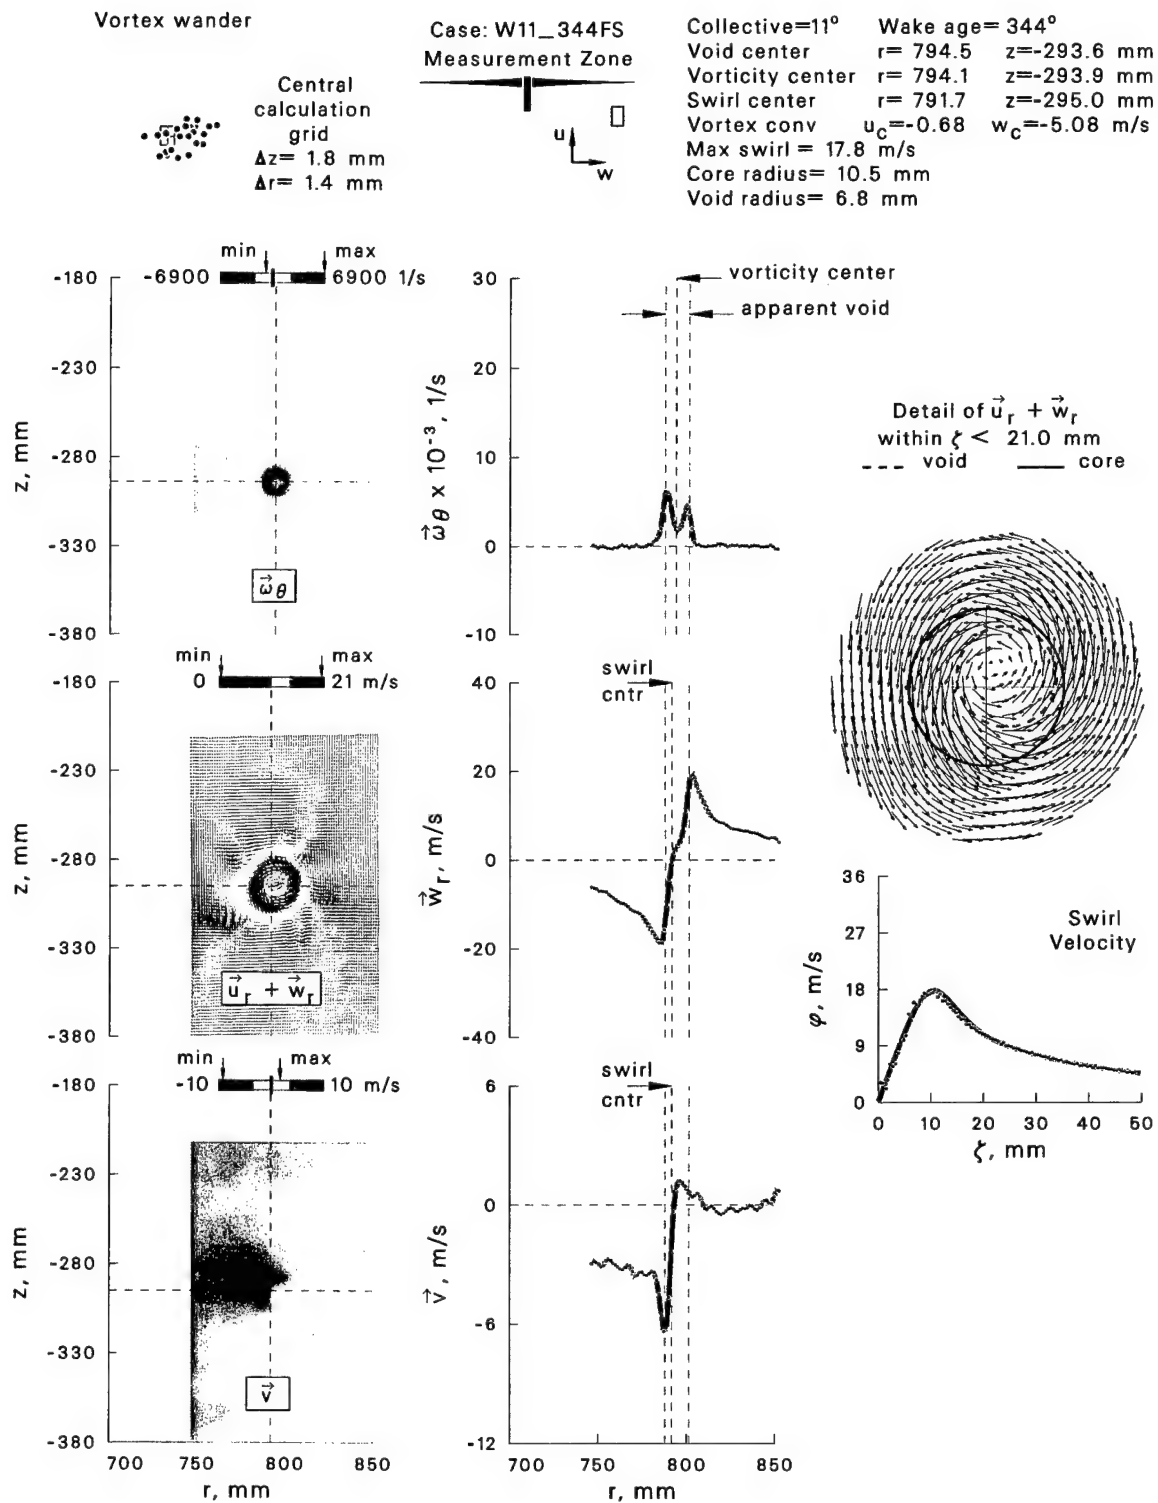 Vortex wander
Central
calculation
grid
Δz= 1.8 mm
Δr= 1.4 mm
Case: W11_344FS
Measurement Zone
u
w
Collective=11° Wake age= 344°
Void center r= 794.5 z=-293.6 mm
Vorticity center r= 794.1 z=-293.9 mm
Swirl center r= 791.7 z=-295.0 mm
Vortex conv u_c=-0.68 w_c=-5.08 m/s
Max swirl = 17.8 m/s
Core radius= 10.5 mm
Void radius= 6.8 mm
min max
-6900 6900 1/s
-180
-230
-280
-330
-380
z, mm
ω⃗θ
30
20
10
0
-10
ω⃗θ x 10⁻³, 1/s
vorticity center
apparent void
Detail of u⃗r + w⃗r
within ζ < 21.0 mm
void core
min max
0 21 m/s
-180
-230
-280
-330
-380
z, mm
u⃗r + w⃗r
swirl
cntr
40
20
0
-20
-40
w⃗r, m/s
36
27
18
9
0
φ, m/s
Swirl
Velocity
0 10 20 30 40 50
ζ, mm
min max
-10 10 m/s
-180
-230
-280
-330
-380
z, mm
v⃗
700 750 800 850
r, mm
swirl
cntr
6
0
-6
-12
v⃗, m/s
700 750 800 850
r, mm